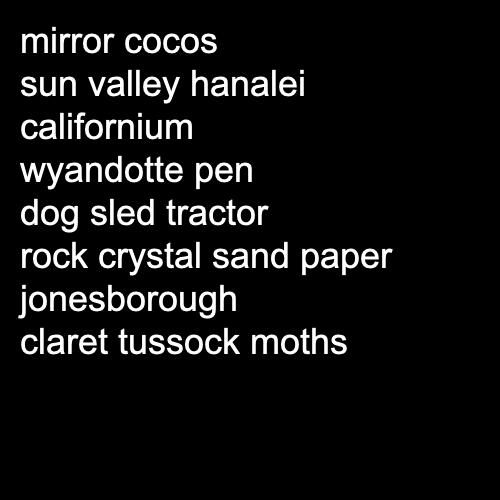 mirror cocos
sun valley hanalei
californium
wyandotte pen
dog sled tractor
rock crystal sand paper
jonesborough
claret tussock moths